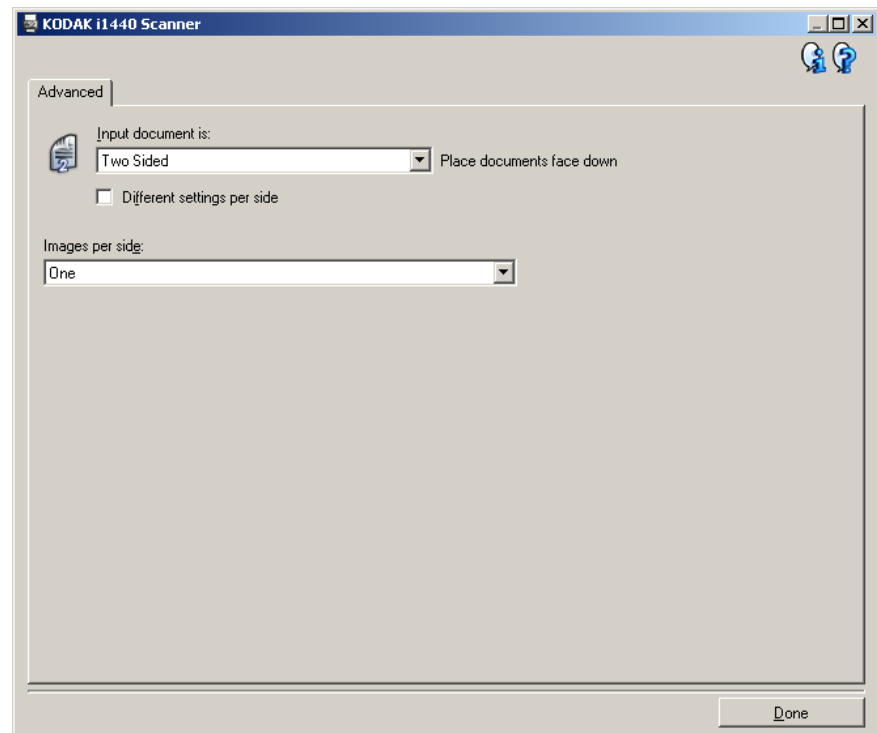 KODAK i1440 Scanner
Advanced
Input document is:
Two Sided
Place documents face down
Different settings per side
Images per side:
One
Done